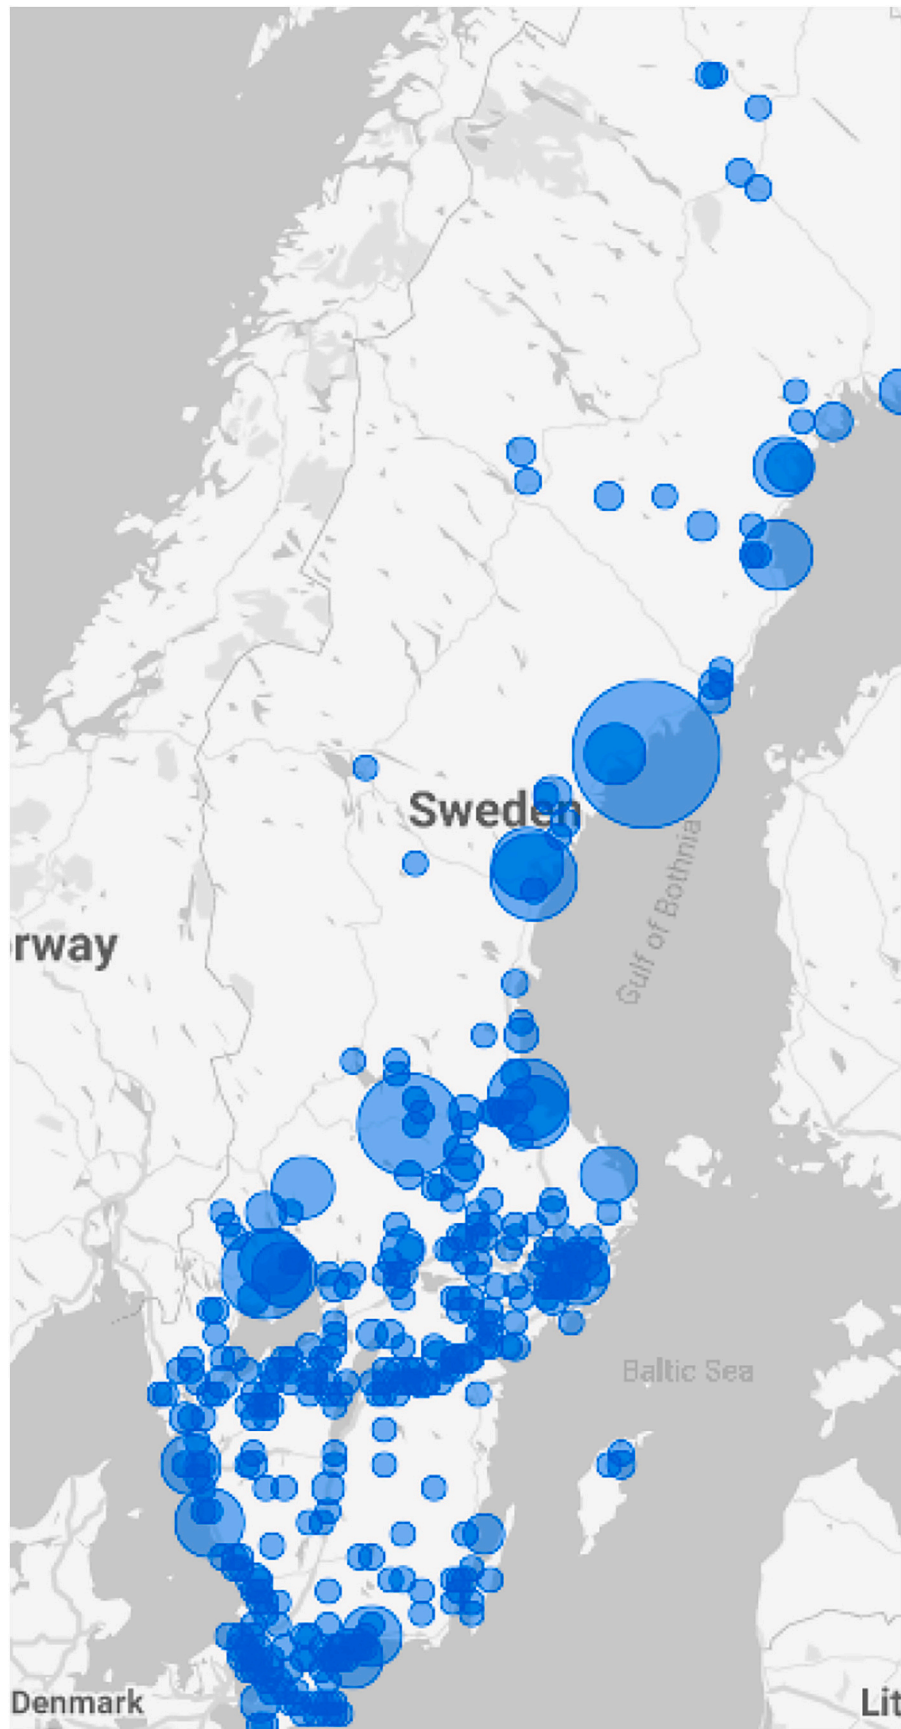 Sweden
Gulf of Bothnia
rway
Baltic Sea
Denmark
Lit